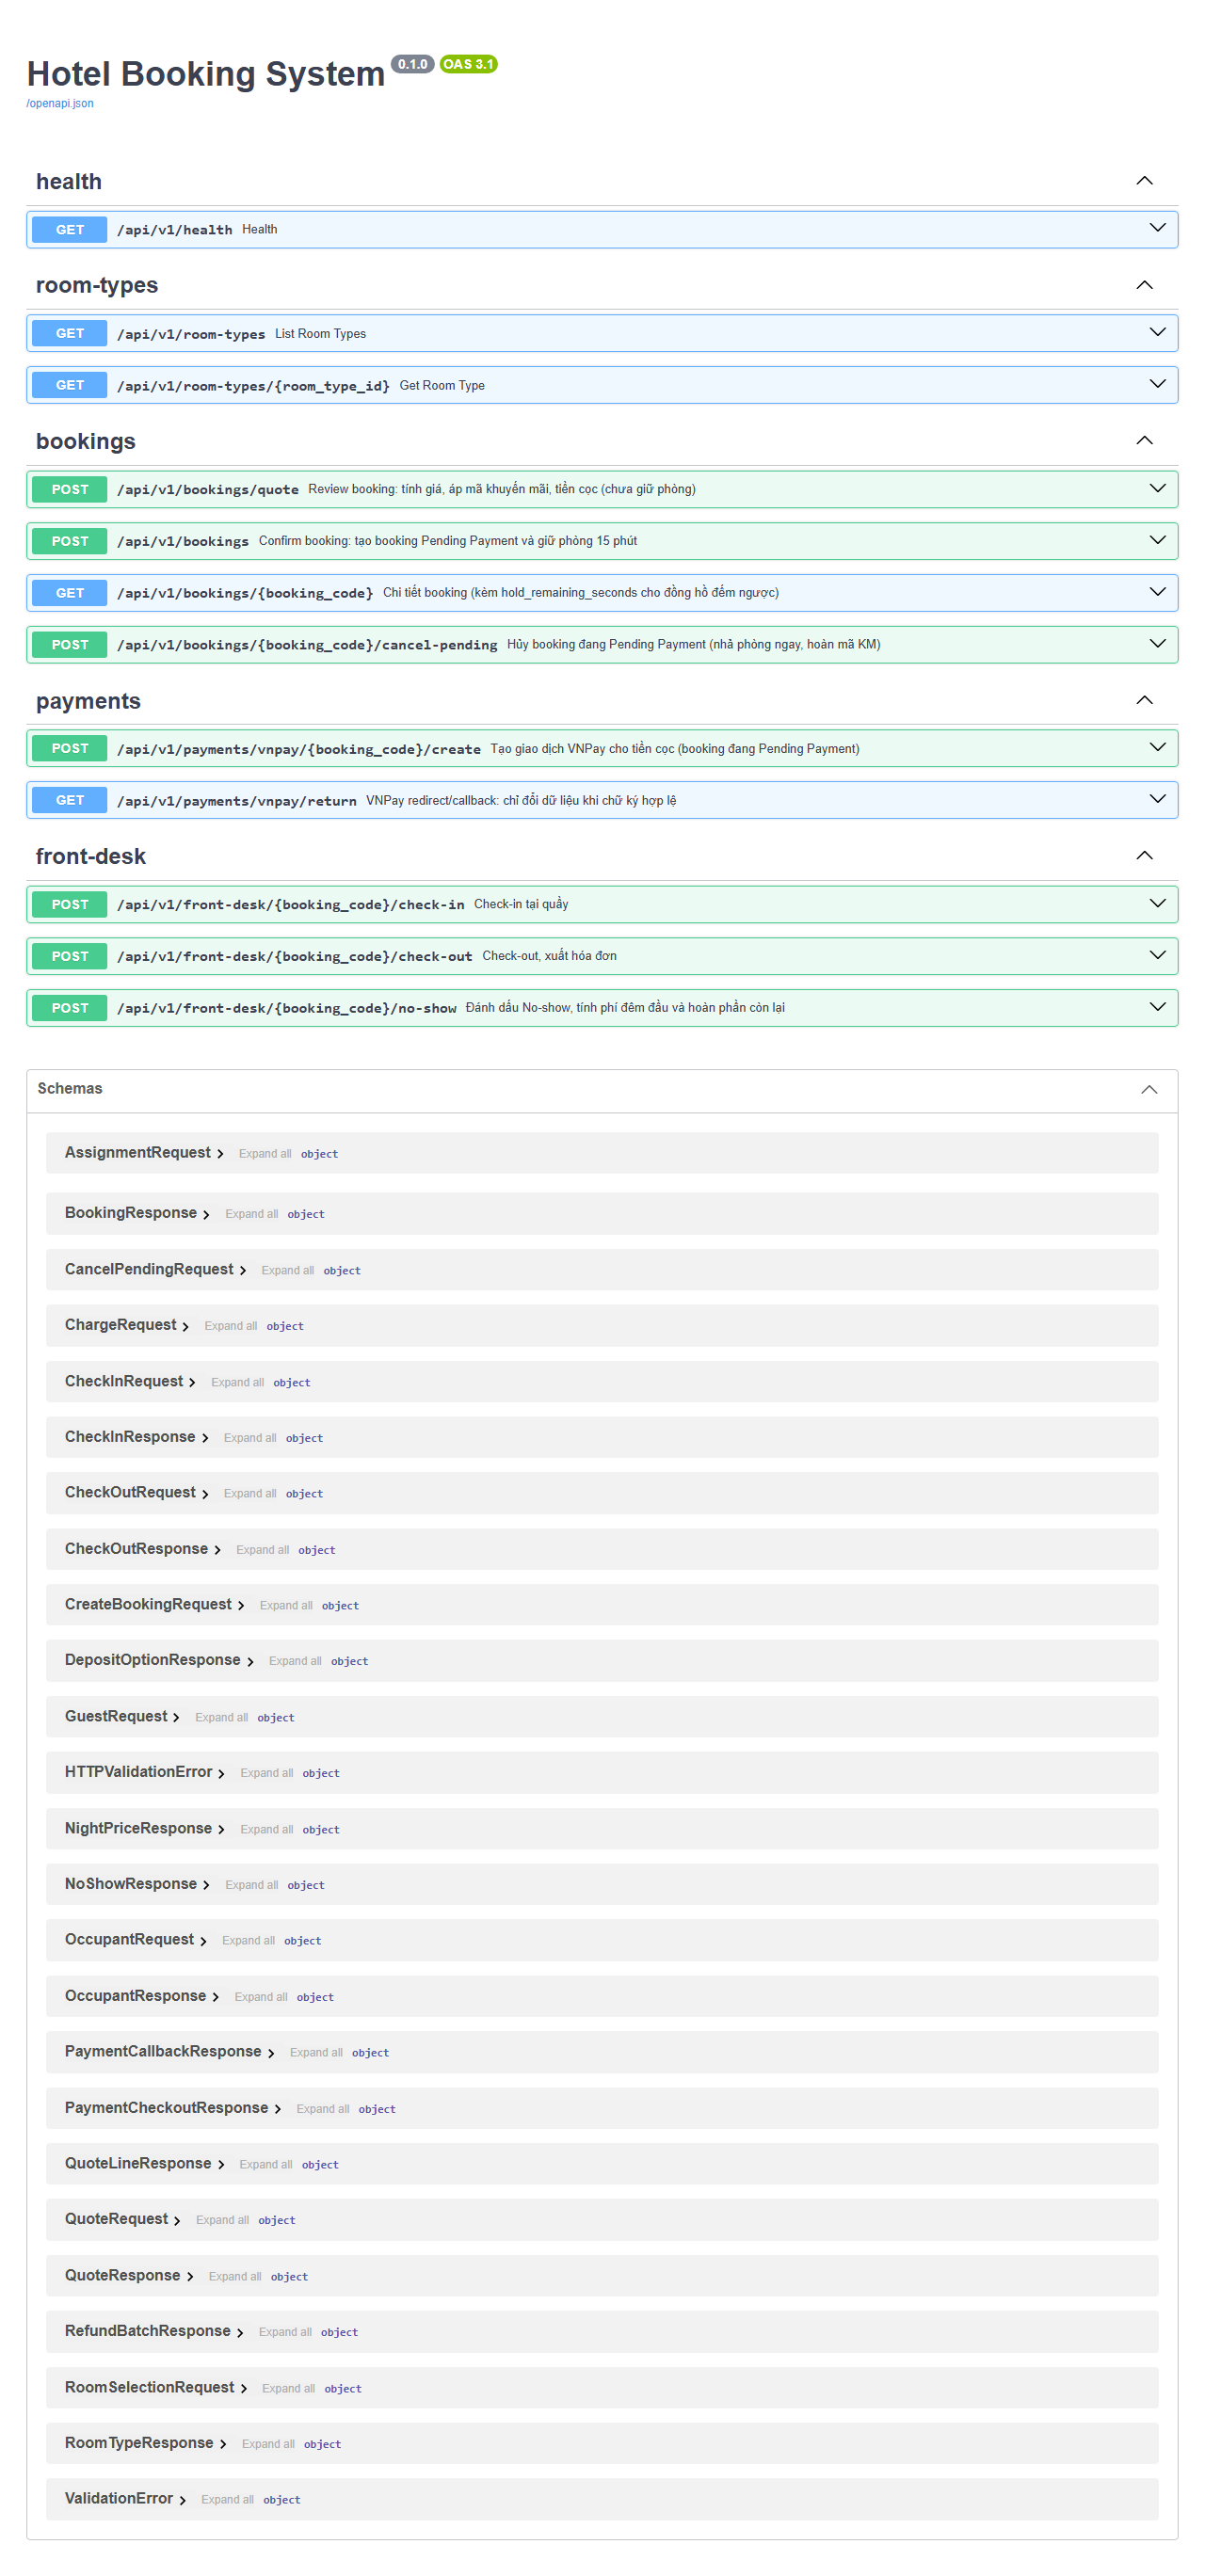 Hotel Booking System 0.1.0 OAS 3.1
/openapi.json
health
GET /api/v1/health Health
room-types
GET /api/v1/room-types List Room Types
GET /api/v1/room-types/{room_type_id} Get Room Type
bookings
POST /api/v1/bookings/quote Review booking: tính giá, áp mã khuyến mãi, tiền cọc (chưa giữ phòng)
POST /api/v1/bookings Confirm booking: tạo booking Pending Payment và giữ phòng 15 phút
GET /api/v1/bookings/{booking_code} Chi tiết booking (kèm hold_remaining_seconds cho đồng hồ đếm ngược)
POST /api/v1/bookings/{booking_code}/cancel-pending Hủy booking đang Pending Payment (nhả phòng ngay, hoàn mã KM)
payments
POST /api/v1/payments/vnpay/{booking_code}/create Tạo giao dịch VNPay cho tiền cọc (booking đang Pending Payment)
GET /api/v1/payments/vnpay/return VNPay redirect/callback: chỉ đổi dữ liệu khi chữ ký hợp lệ
front-desk
POST /api/v1/front-desk/{booking_code}/check-in Check-in tại quầy
POST /api/v1/front-desk/{booking_code}/check-out Check-out, xuất hóa đơn
POST /api/v1/front-desk/{booking_code}/no-show Đánh dấu No-show, tính phí đêm đầu và hoàn phần còn lại
Schemas
AssignmentRequest Expand all object
BookingResponse Expand all object
CancelPendingRequest Expand all object
ChargeRequest Expand all object
CheckInRequest Expand all object
CheckInResponse Expand all object
CheckOutRequest Expand all object
CheckOutResponse Expand all object
CreateBookingRequest Expand all object
DepositOptionResponse Expand all object
GuestRequest Expand all object
HTTPValidationError Expand all object
NightPriceResponse Expand all object
NoShowResponse Expand all object
OccupantRequest Expand all object
OccupantResponse Expand all object
PaymentCallbackResponse Expand all object
PaymentCheckoutResponse Expand all object
QuoteLineResponse Expand all object
QuoteRequest Expand all object
QuoteResponse Expand all object
RefundBatchResponse Expand all object
RoomSelectionRequest Expand all object
RoomTypeResponse Expand all object
ValidationError Expand all object